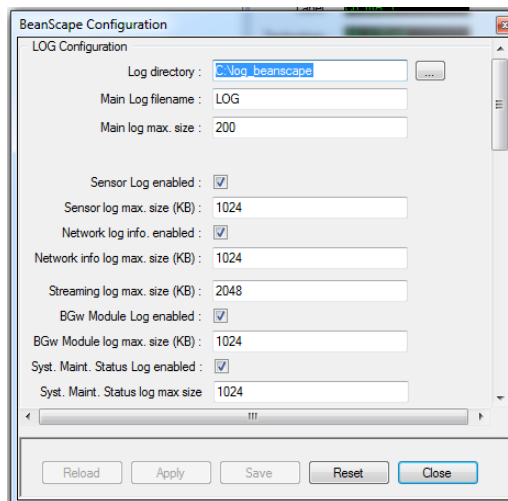 BeanScape Configuration
LOG Configuration
Log directory : C:\log_beanscape ...
Main Log filename : LOG
Main log max. size : 200
Sensor Log enabled :
Sensor log max. size (KB) : 1024
Network log info. enabled :
Network info log max. size (KB) : 1024
Streaming log max. size (KB) : 2048
BGw Module Log enabled :
BGw Module log max. size (KB) : 1024
Syst. Maint. Status Log enabled :
Syst. Maint. Status log max size 1024
Reload Apply Save Reset Close